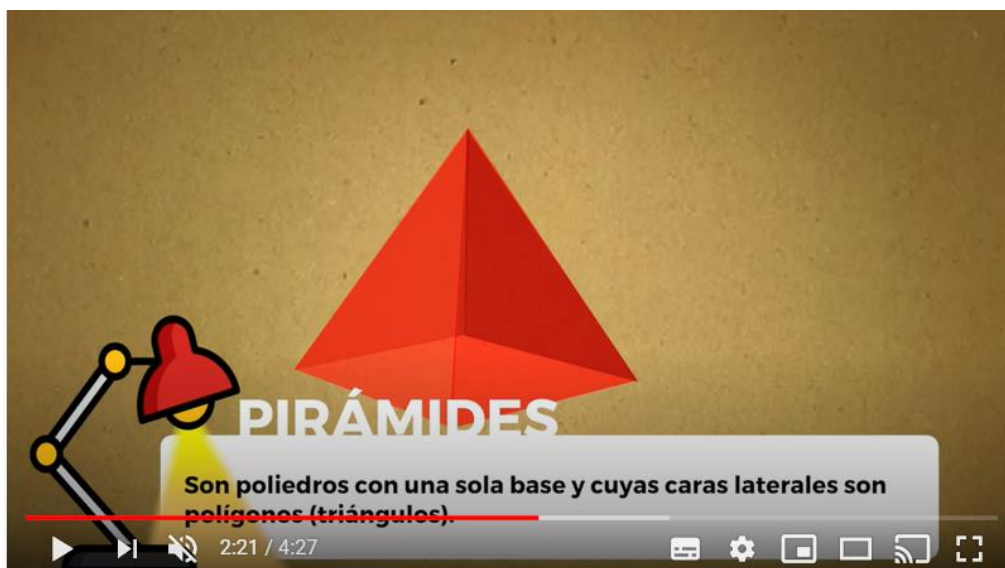 PIRÁMIDES
Son poliedros con una sola base y cuyas caras laterales son
polígonos (triángulos).
2:21 / 4:27